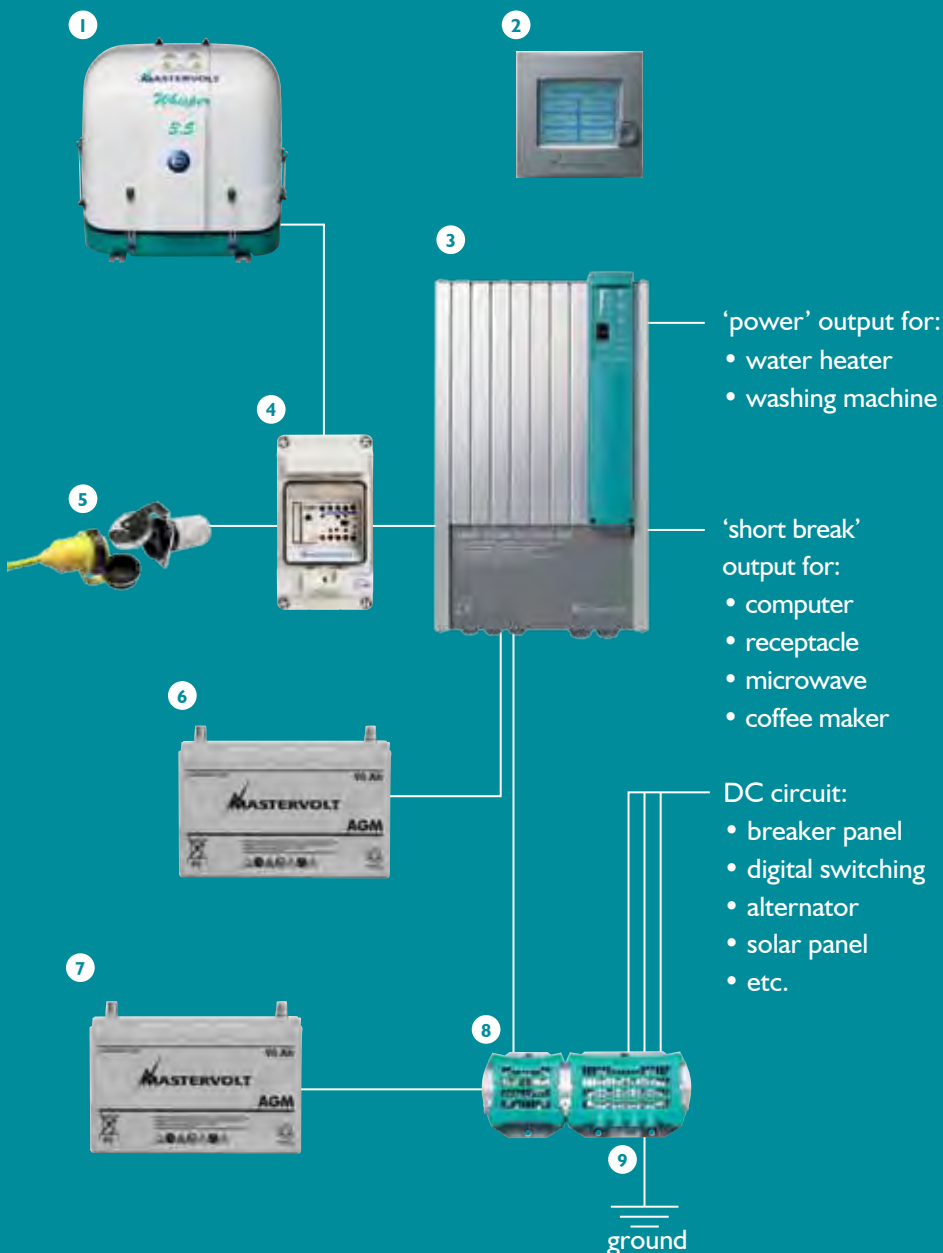 1
2
MASTERVOLT
Whisper
3.5
3
'power' output for:
• water heater
• washing machine
4
5
'short break'
output for:
• computer
• receptacle
• microwave
• coffee maker
6
MASTERVOLT
AGM
DC circuit:
• breaker panel
• digital switching
• alternator
• solar panel
• etc.
7
MASTERVOLT
AGM
8
9
ground